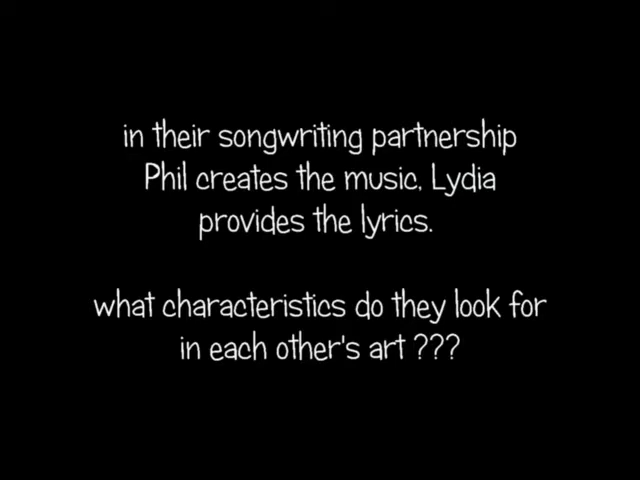 in their songwriting partnership
Phil creates the music. Lydia
provides the lyrics.
what characteristics do they look for
in each other's art ???